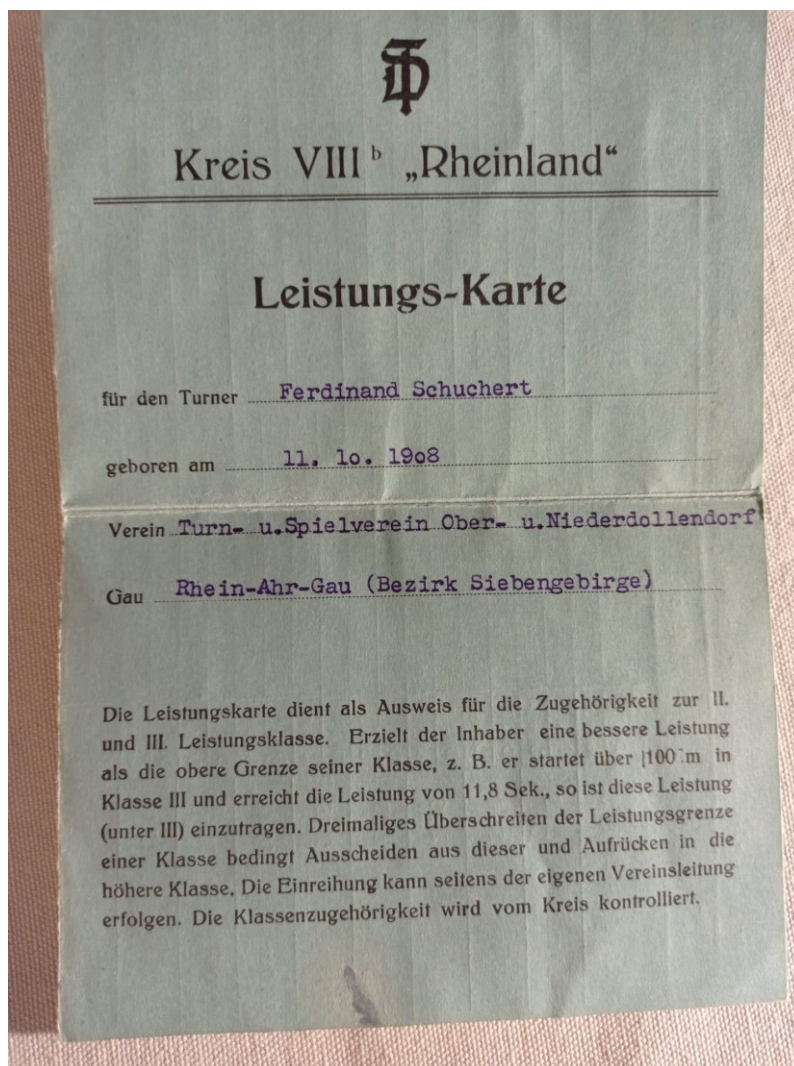 DT
Kreis VIII b „Rheinland“
Leistungs-Karte
für den Turner Ferdinand Schuchert
geboren am 11. 1o. 19o8
Verein Turn- u.Spielverein Ober- u.Niederdollendorf
Gau Rhein-Ahr-Gau (Bezirk Siebengebirge)
Die Leistungskarte dient als Ausweis für die Zugehörigkeit zur II.
und III. Leistungsklasse. Erzielt der Inhaber eine bessere Leistung
als die obere Grenze seiner Klasse, z. B. er startet über 100 m in
Klasse III und erreicht die Leistung von 11,8 Sek., so ist diese Leistung
(unter III) einzutragen. Dreimaliges Überschreiten der Leistungsgrenze
einer Klasse bedingt Ausscheiden aus dieser und Aufrücken in die
höhere Klasse. Die Einreihung kann seitens der eigenen Vereinsleitung
erfolgen. Die Klassenzugehörigkeit wird vom Kreis kontrolliert.